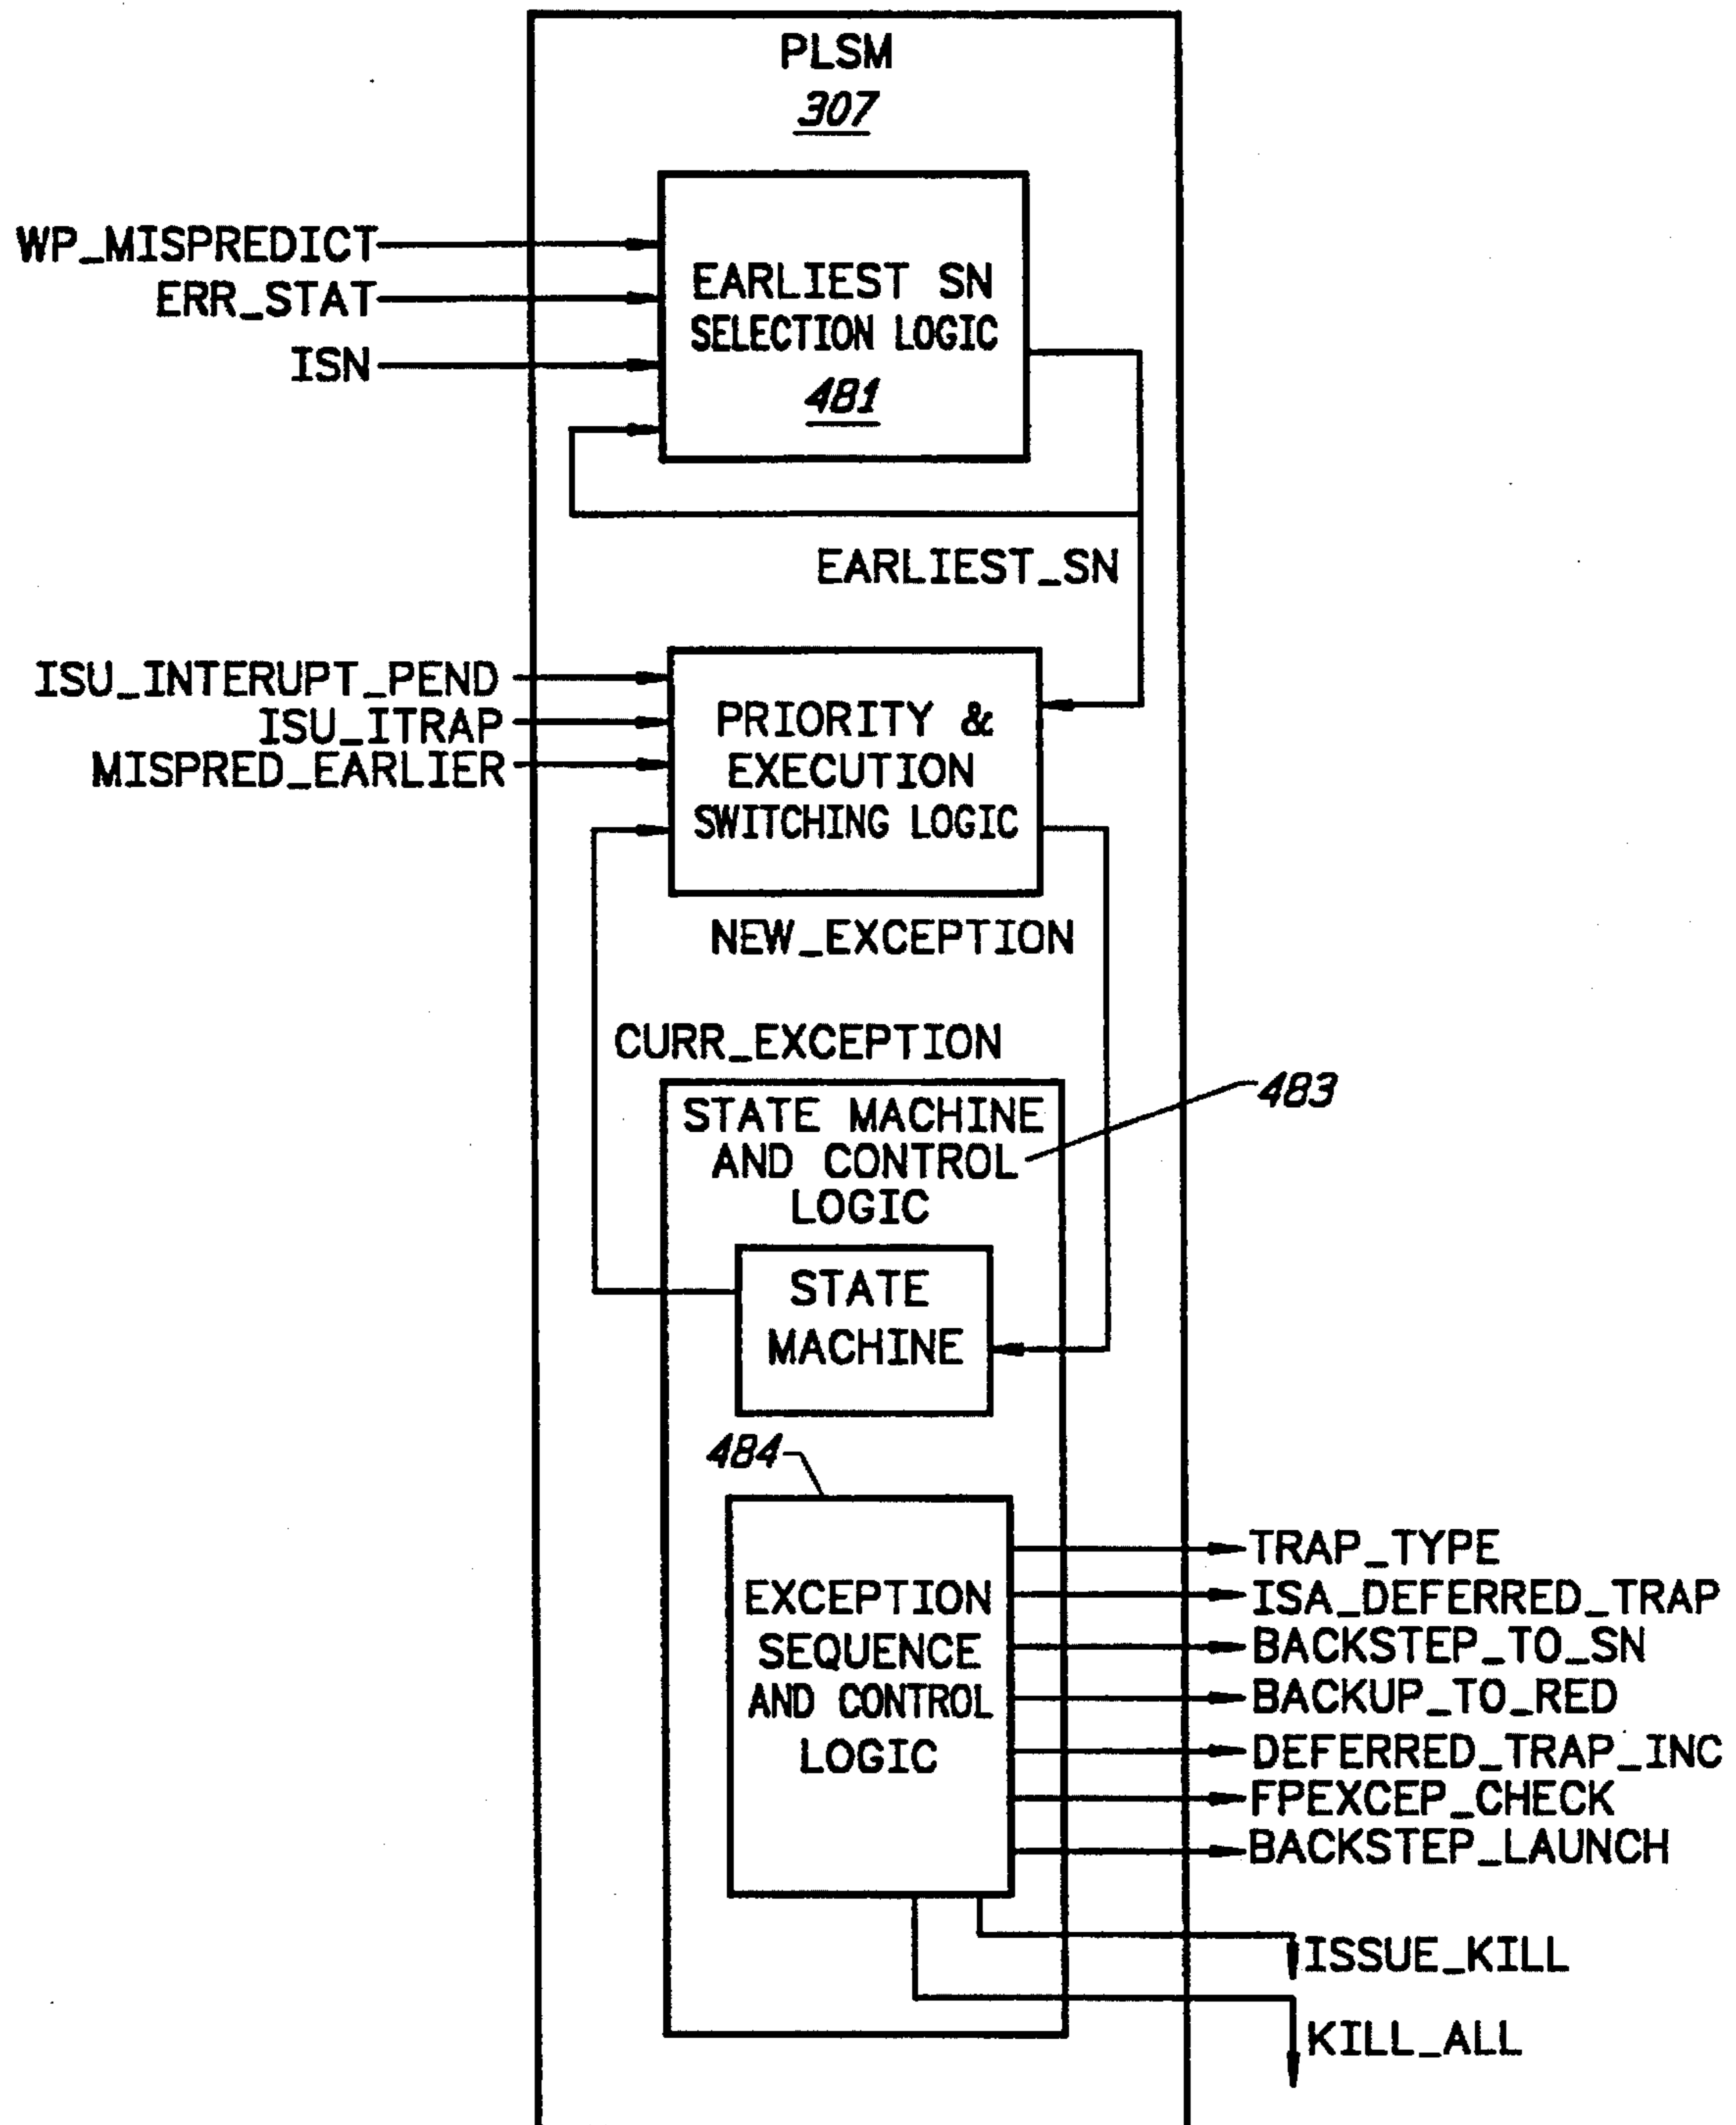 PLSM
307
WP_MISPREDICT
ERR_STAT
ISN
EARLIEST SN
SELECTION LOGIC
481
EARLIEST_SN
ISU_INTERUPT_PEND
ISU_ITRAP
MISPRED_EARLIER
PRIORITY &
EXECUTION
SWITCHING LOGIC
NEW_EXCEPTION
CURR_EXCEPTION
STATE MACHINE
AND CONTROL
LOGIC
483
STATE
MACHINE
484
EXCEPTION
SEQUENCE
AND CONTROL
LOGIC
TRAP_TYPE
ISA_DEFERRED_TRAP
BACKSTEP_TO_SN
BACKUP_TO_RED
DEFERRED_TRAP_INC
FPEXCEP_CHECK
BACKSTEP_LAUNCH
ISSUE_KILL
KILL_ALL